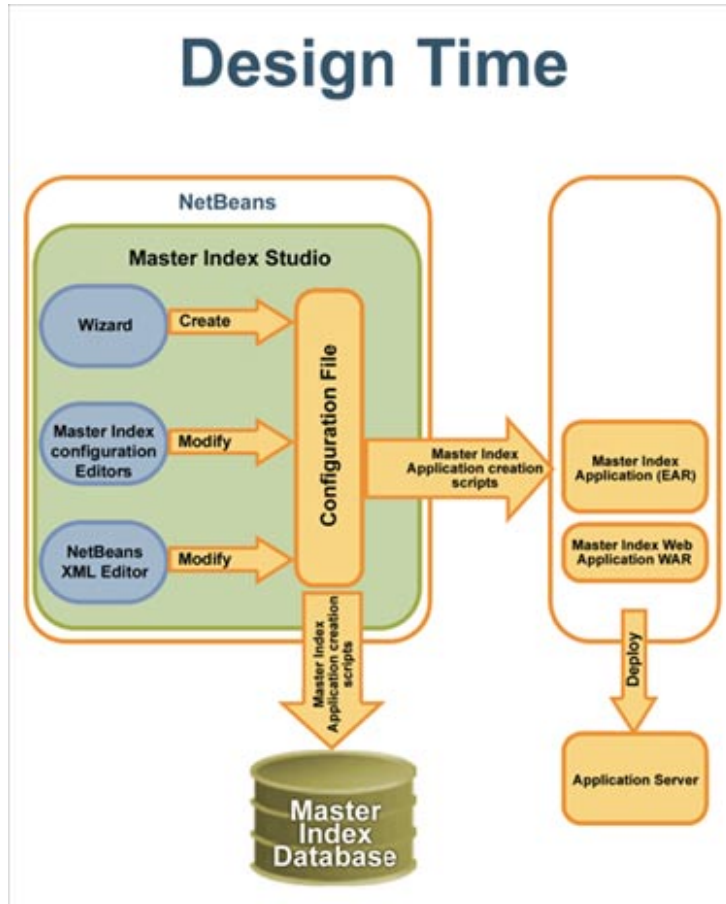 Design Time
NetBeans
Master Index Studio
Wizard
Create
Master Index
configuration
Editors
Modify
NetBeans
XML Editor
Modify
Configuration File
Master Index
Application creation
scripts
Master Index
Application (EAR)
Master Index Web
Application WAR
Master Index
Application creation
scripts
Deploy
Master
Index
Database
Application Server